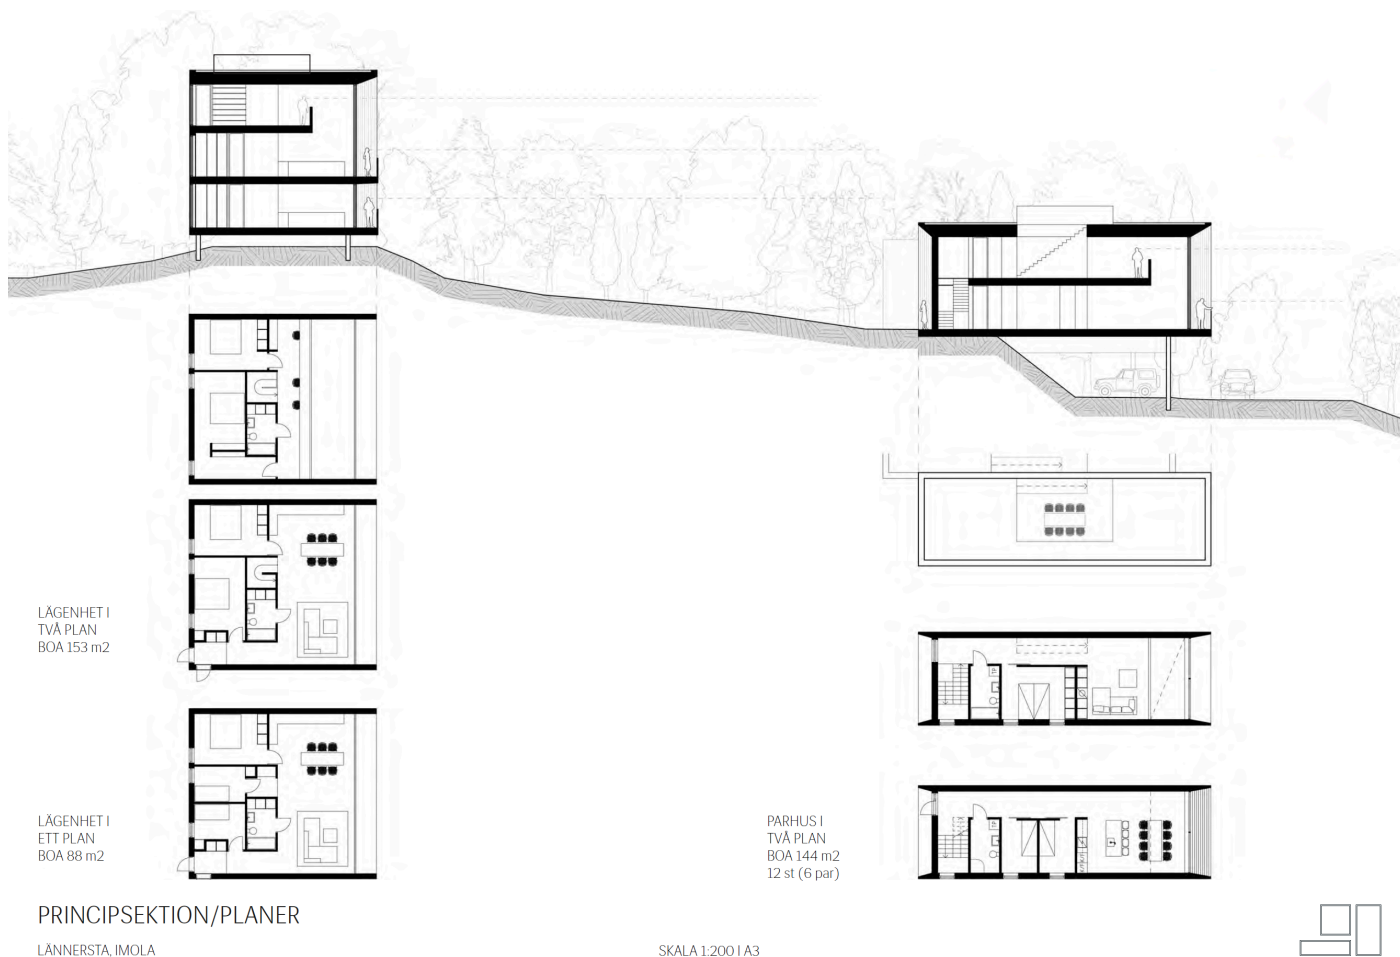 LÄGENHET I
TVÅ PLAN
BOA 153 m2
LÄGENHET I
ETT PLAN
BOA 88 m2
PARHUS I
TVÅ PLAN
BOA 144 m2
12 st (6 par)
PRINCIPSEKTION/PLANER
LÄNNERSTA, IMOLA
SKALA 1:200 I A3